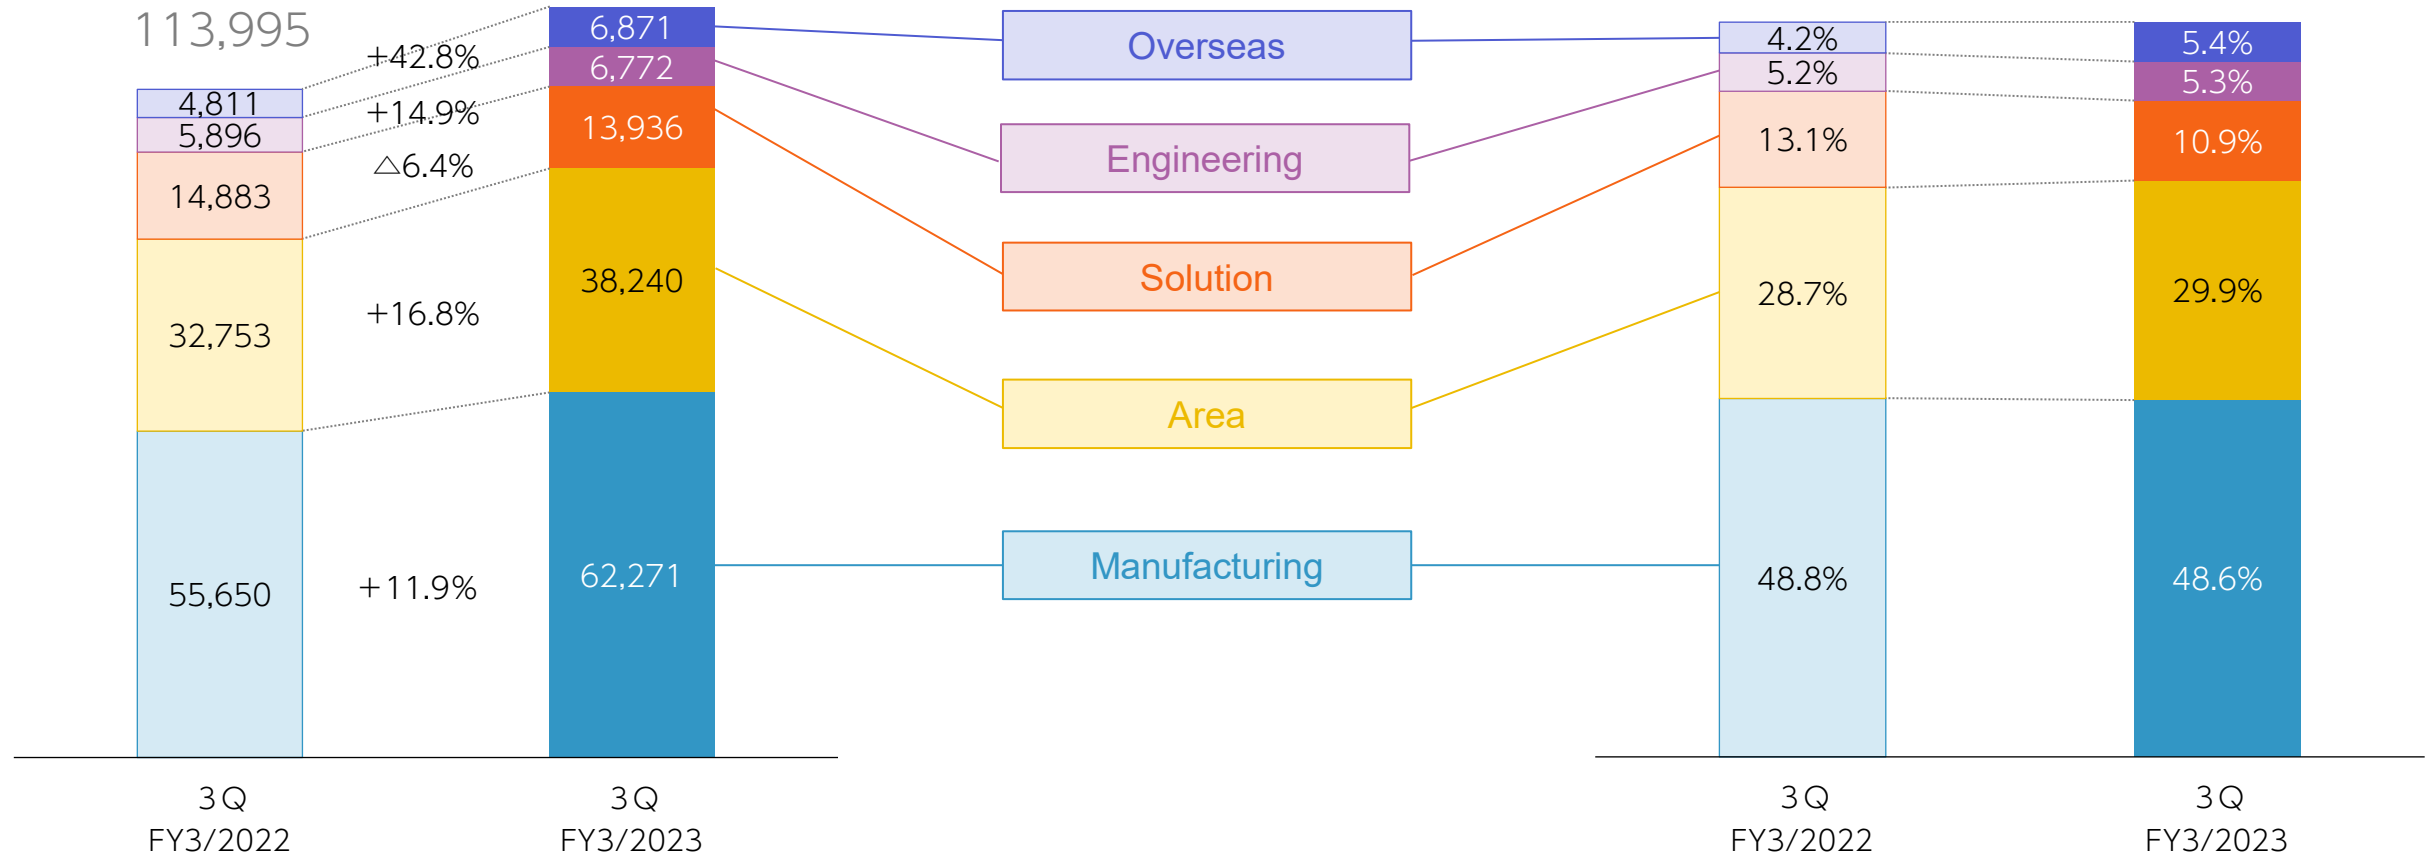 113,995
4,811
5,896
14,883
32,753
55,650
+42.8%
+14.9%
△6.4%
+16.8%
+11.9%
6,871
6,772
13,936
38,240
62,271
3Q
FY3/2022
3Q
FY3/2023
Overseas
Engineering
Solution
Area
Manufacturing
4.2%
5.2%
13.1%
28.7%
48.8%
5.4%
5.3%
10.9%
29.9%
48.6%
3Q
FY3/2022
3Q
FY3/2023